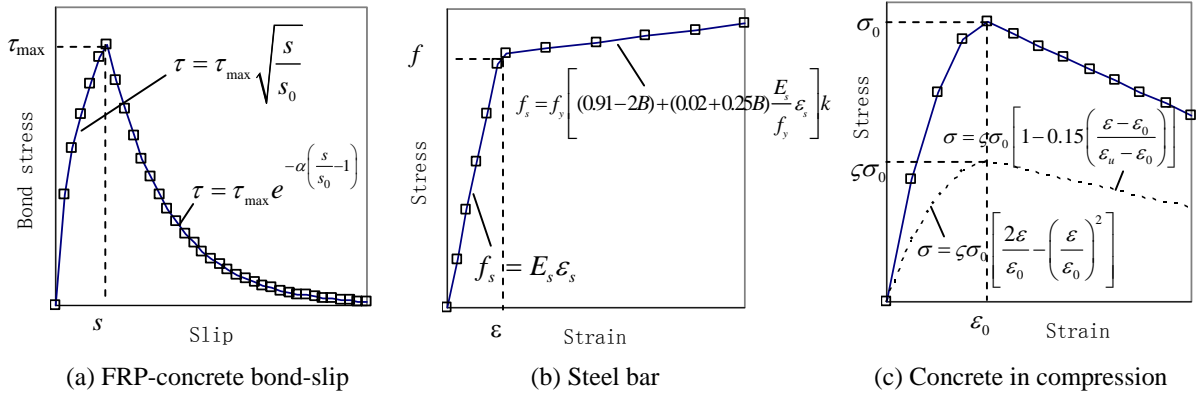 τmax
τ = τmax √(s/s0)
τ = τmax e^(−α(s/s0−1))
Bond stress
s
Slip
(a) FRP-concrete bond-slip
f
fs = fy[(0.91−2B)+(0.02+0.25B)(Es/fy)εs]k
Stress
fs = Esεs
ε
Strain
(b) Steel bar
σ0
σ = ςσ0[1−0.15((ε−ε0)/(εu−ε0))]
ςσ0
Stress
σ = ςσ0[2ε/ε0−(ε/ε0)²]
ε0
Strain
(c) Concrete in compression